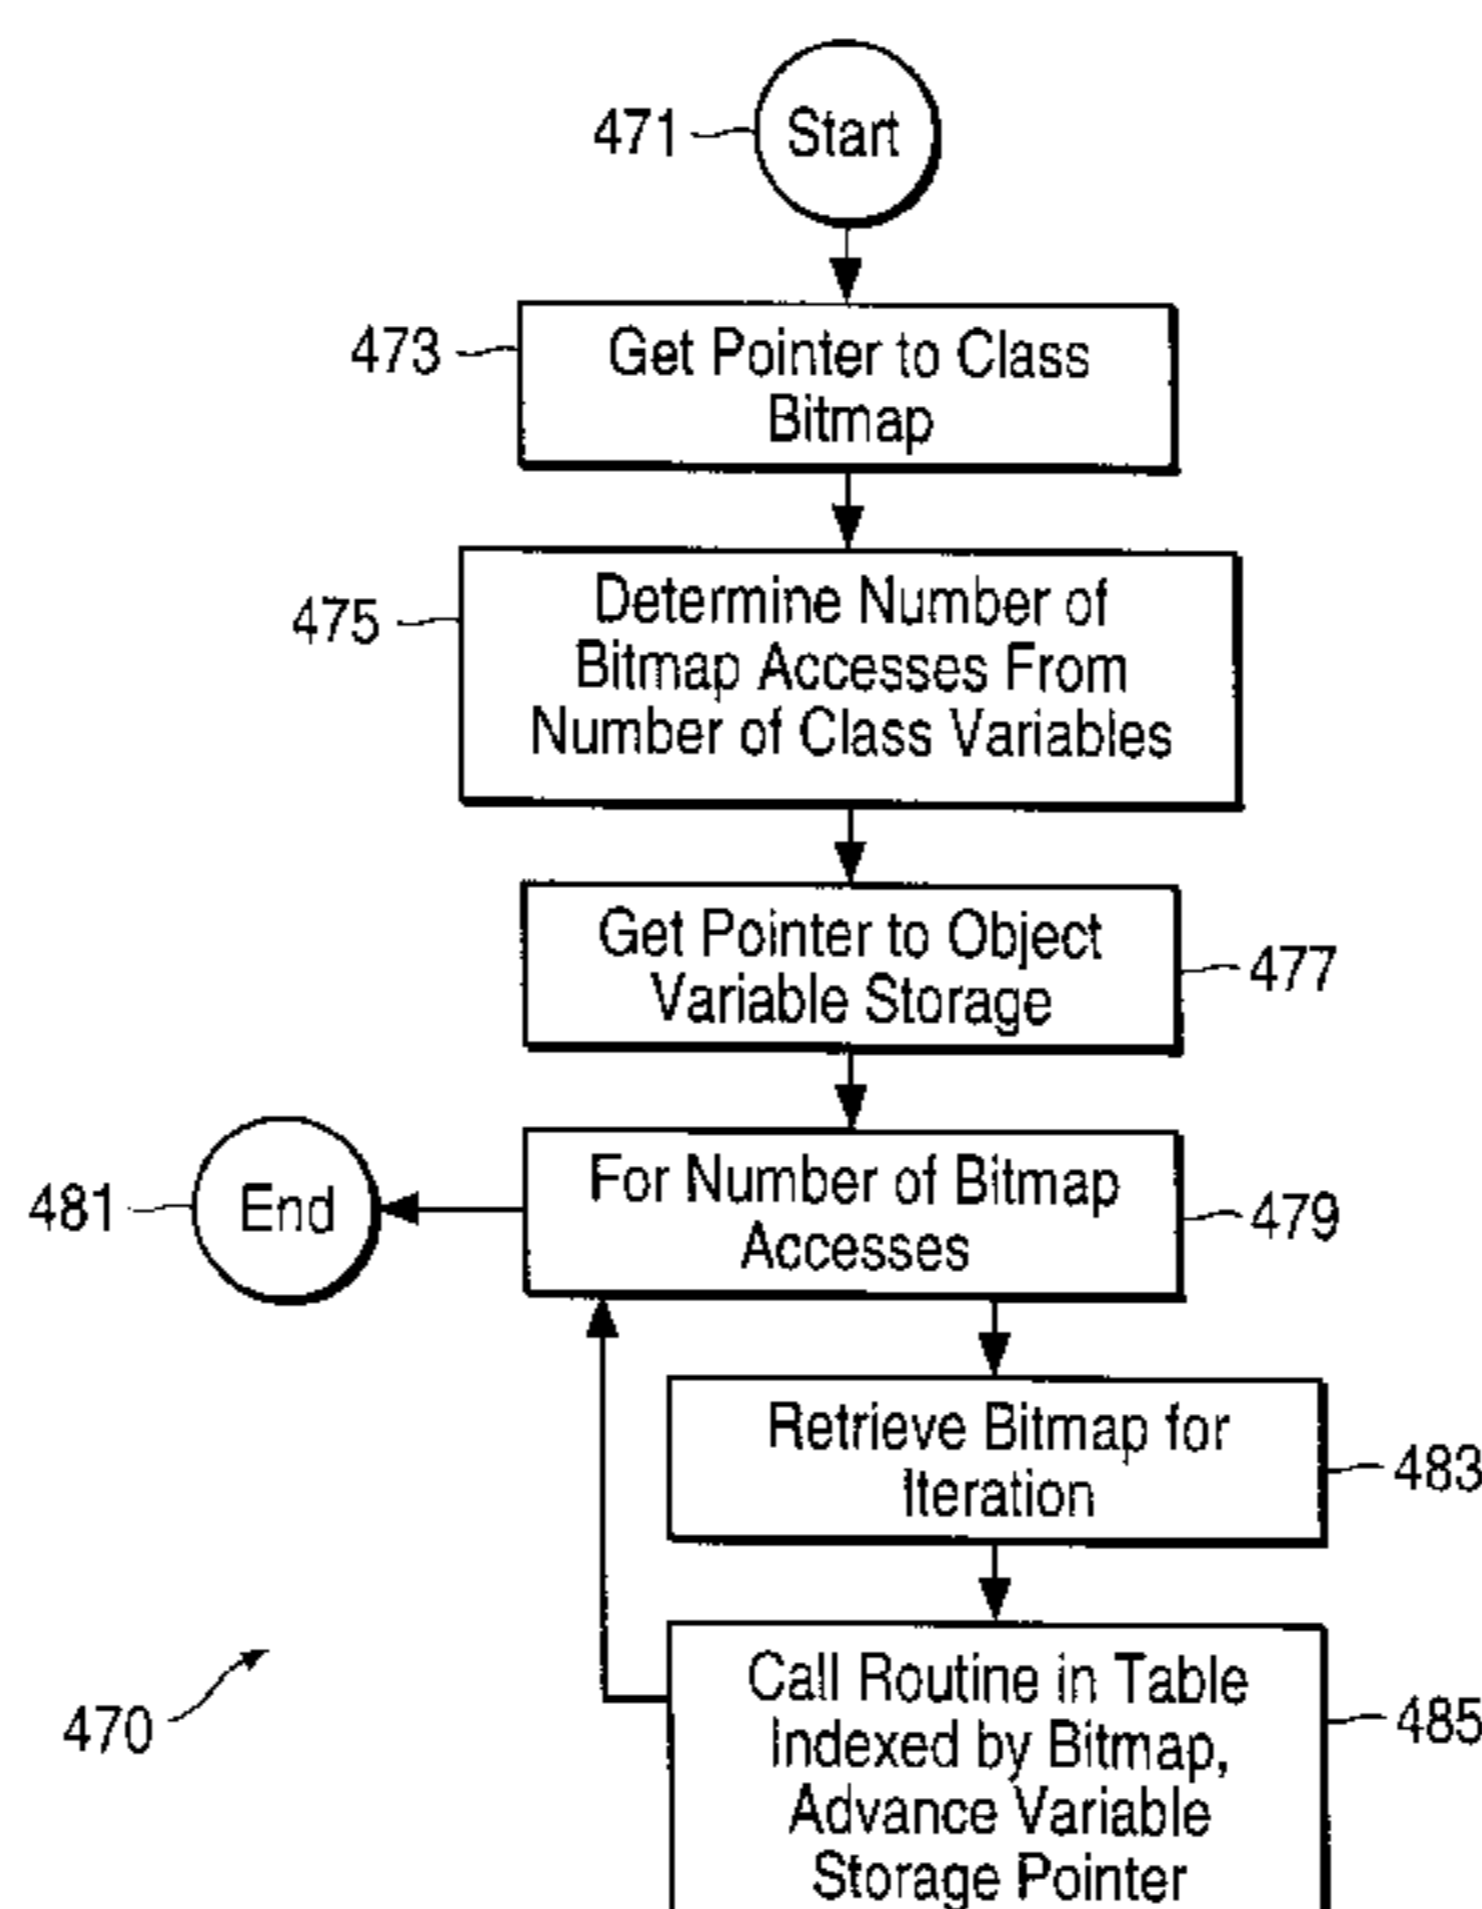 471
Start
473
Get Pointer to Class
Bitmap
475
Determine Number of
Bitmap Accesses From
Number of Class Variables
Get Pointer to Object
Variable Storage
477
481
End
For Number of Bitmap
Accesses
479
Retrieve Bitmap for
Iteration
483
470
Call Routine in Table
Indexed by Bitmap,
Advance Variable
Storage Pointer
485